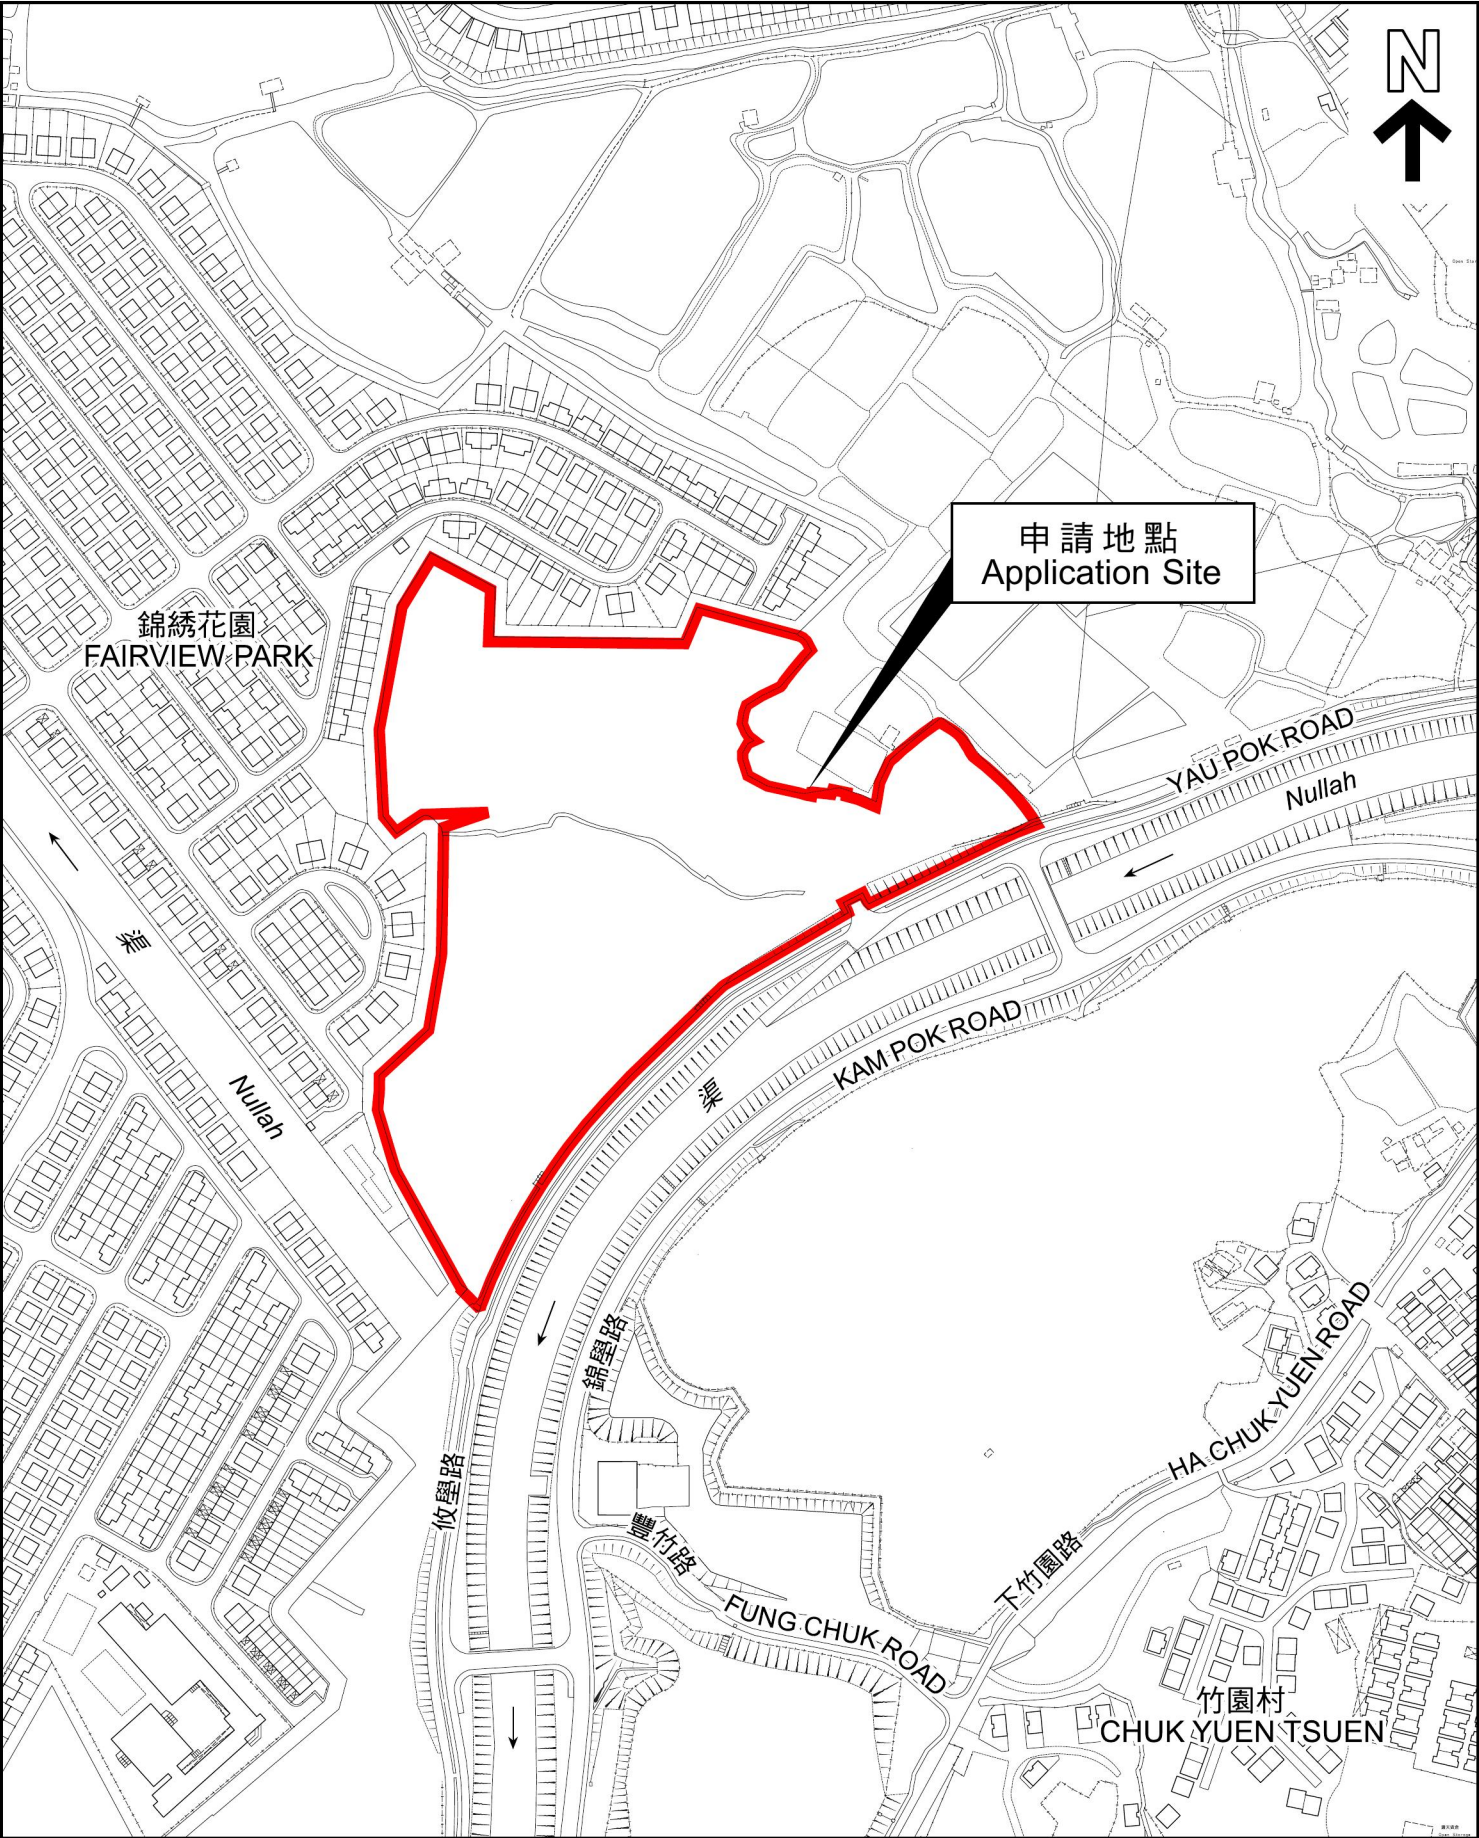 N
申請地點
Application Site
錦綉花園
FAIRVIEW PARK
YAU POK ROAD
Nullah
渠
KAM POK ROAD
渠
Nullah
錦壆路
HA CHUK YUEN ROAD
攸壆路
豐竹路
下竹園路
FUNG CHUK ROAD
竹園村
CHUK YUEN TSUEN